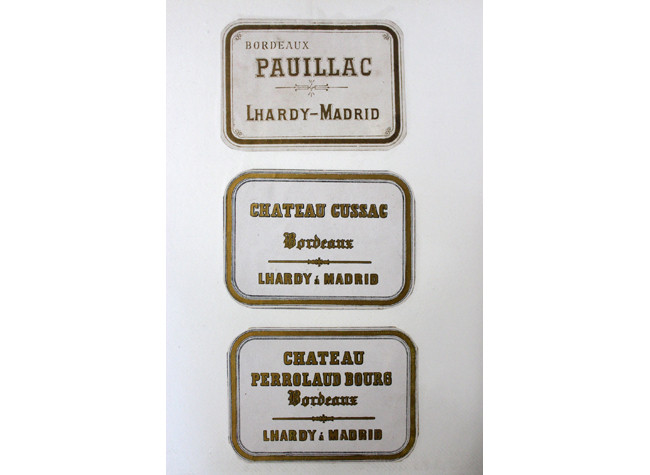 BORDEAUX
PAUILLAC
LHARDY-MADRID
CHATEAU CUSSAC
Bordeaux
LHARDY à MADRID
CHATEAU
PERROLAUD BOURG
Bordeaux
LHARDY à MADRID